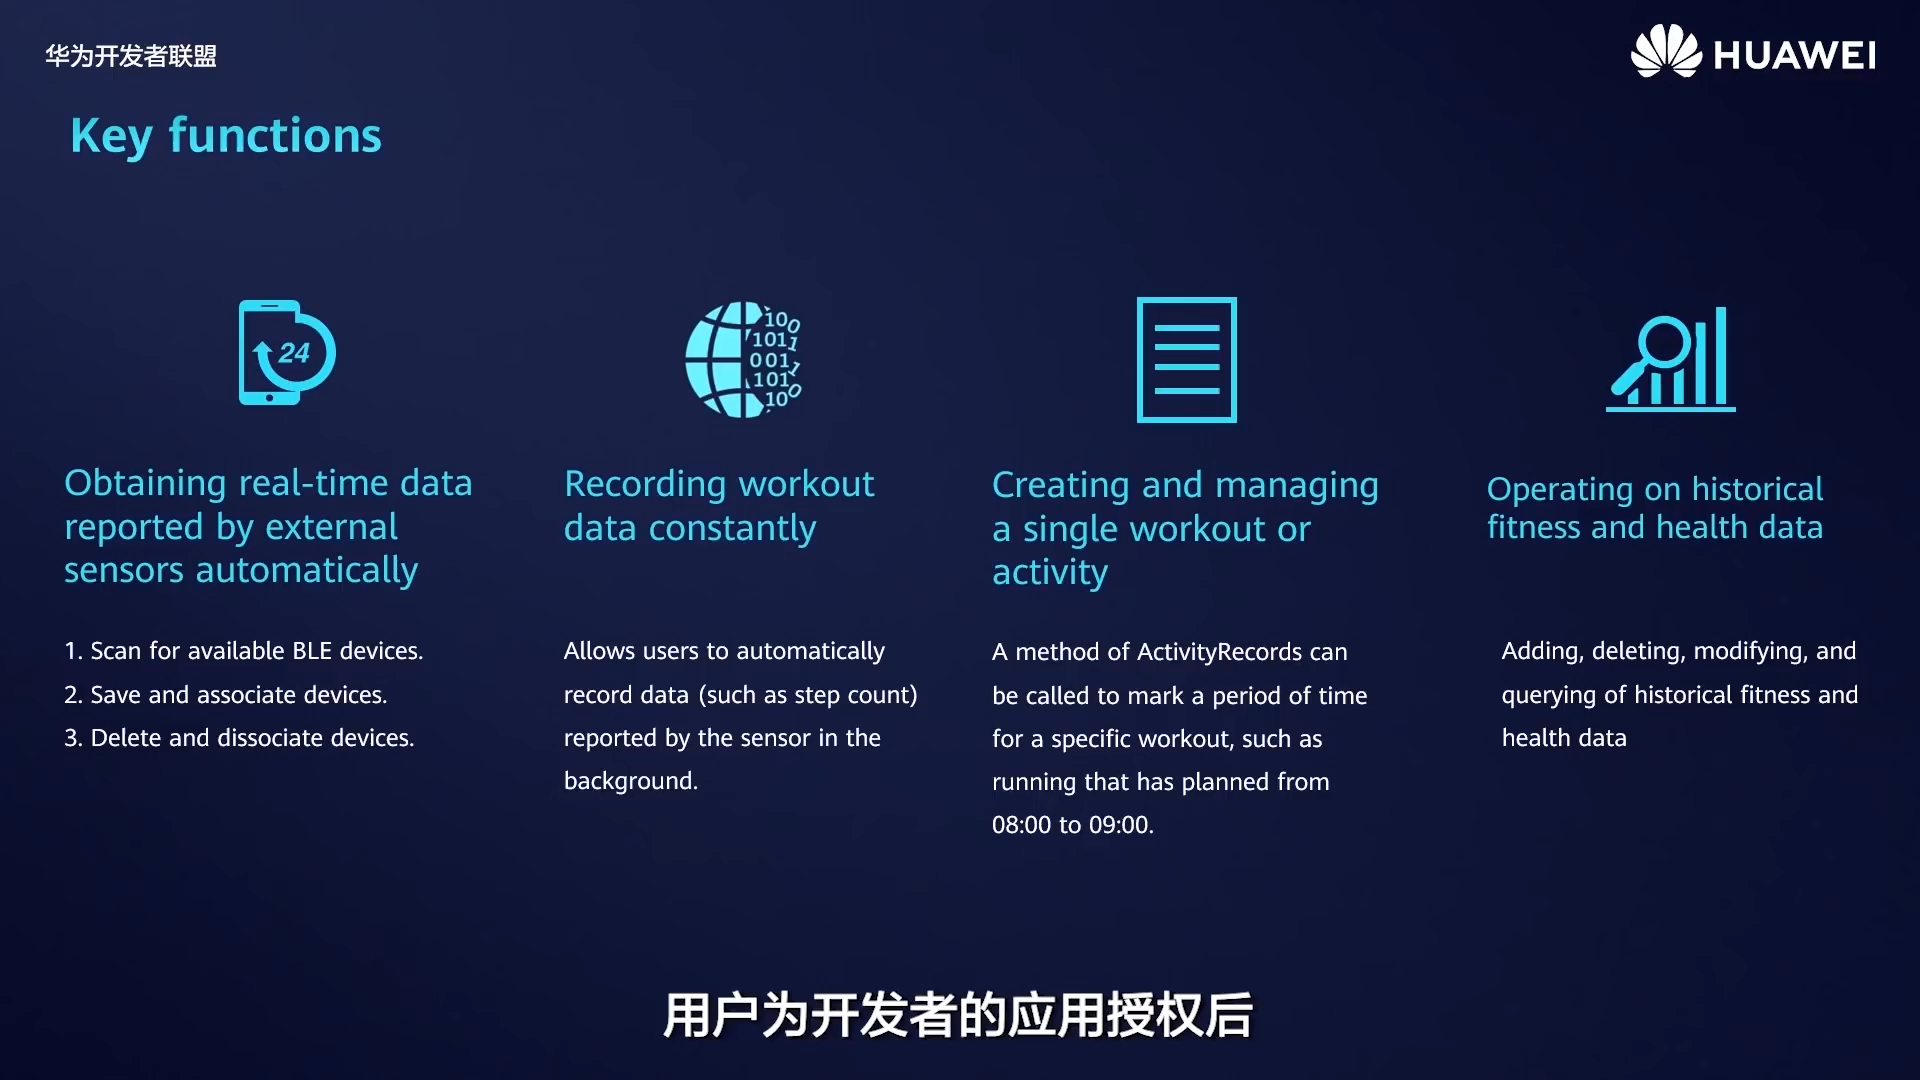 华为开发者联盟
HUAWEI
Key functions
24
100
1011
0011
1010
10
Obtaining real-time data
reported by external
sensors automatically
1. Scan for available BLE devices.
2. Save and associate devices.
3. Delete and dissociate devices.
Recording workout
data constantly
Allows users to automatically
record data (such as step count)
reported by the sensor in the
background.
Creating and managing
a single workout or
activity
A method of ActivityRecords can
be called to mark a period of time
for a specific workout, such as
running that has planned from
08:00 to 09:00.
Operating on historical
fitness and health data
Adding, deleting, modifying, and
querying of historical fitness and
health data
用户为开发者的应用授权后